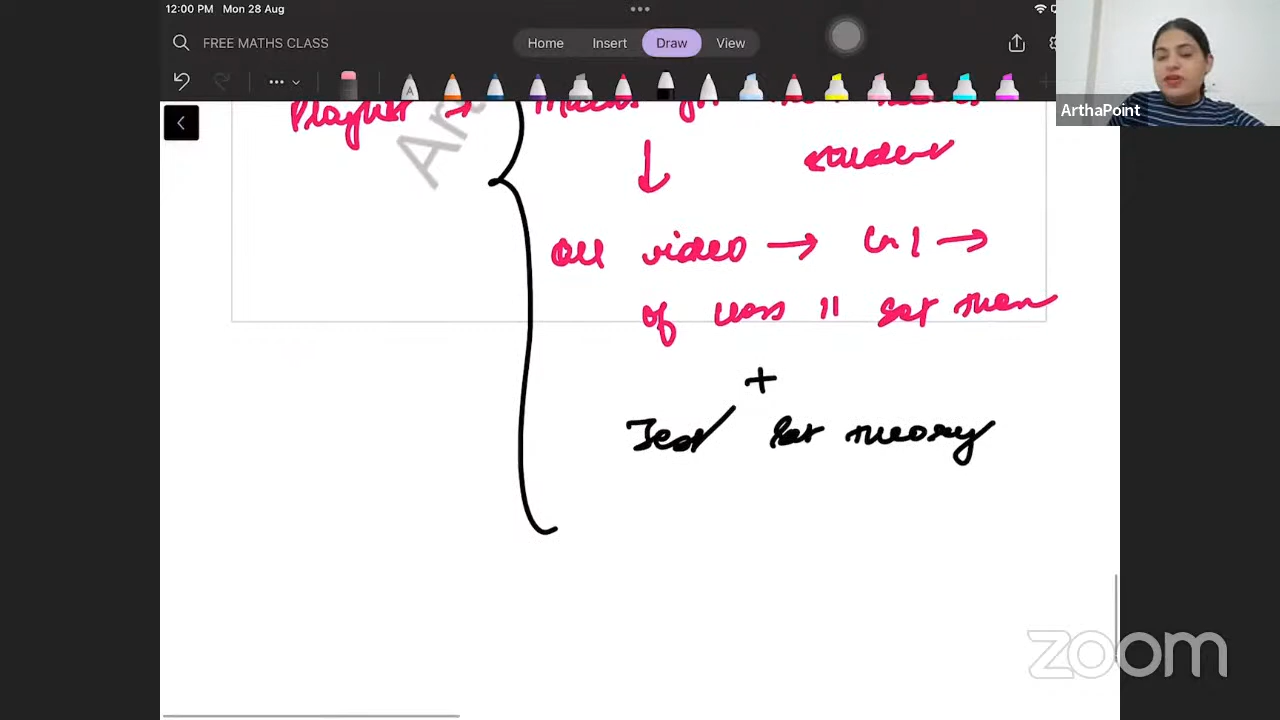 12:00 PM Mon 28 Aug
FREE MATHS CLASS
Home Insert Draw View
A
ArthaPoint
Playlist →
Maths
student
All video → Ch 1 →
of class 11 Set theory
+
Test Set theory
zoom